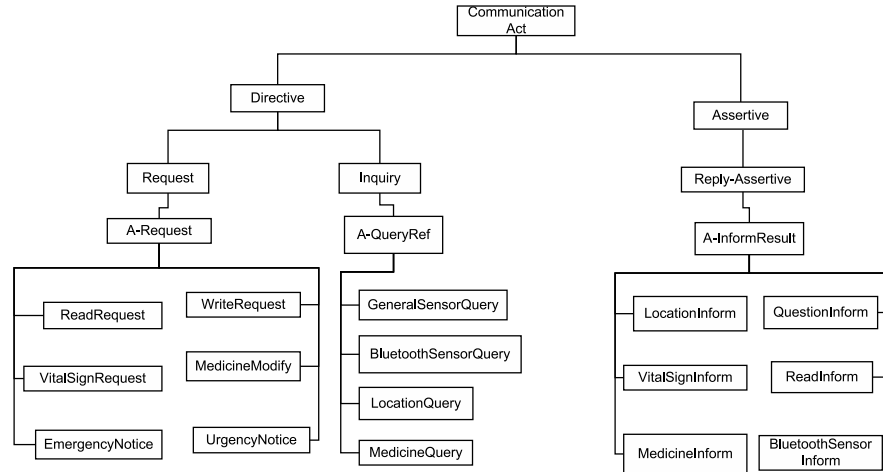 Communication
Act
Directive
Assertive
Request
Inquiry
Reply-Assertive
A-Request
A-QueryRef
A-InformResult
ReadRequest
WriteRequest
VitalSignRequest
MedicineModify
EmergencyNotice
UrgencyNotice
GeneralSensorQuery
BluetoothSensorQuery
LocationQuery
MedicineQuery
LocationInform
QuestionInform
VitalSignInform
ReadInform
MedicineInform
BluetoothSensor
Inform